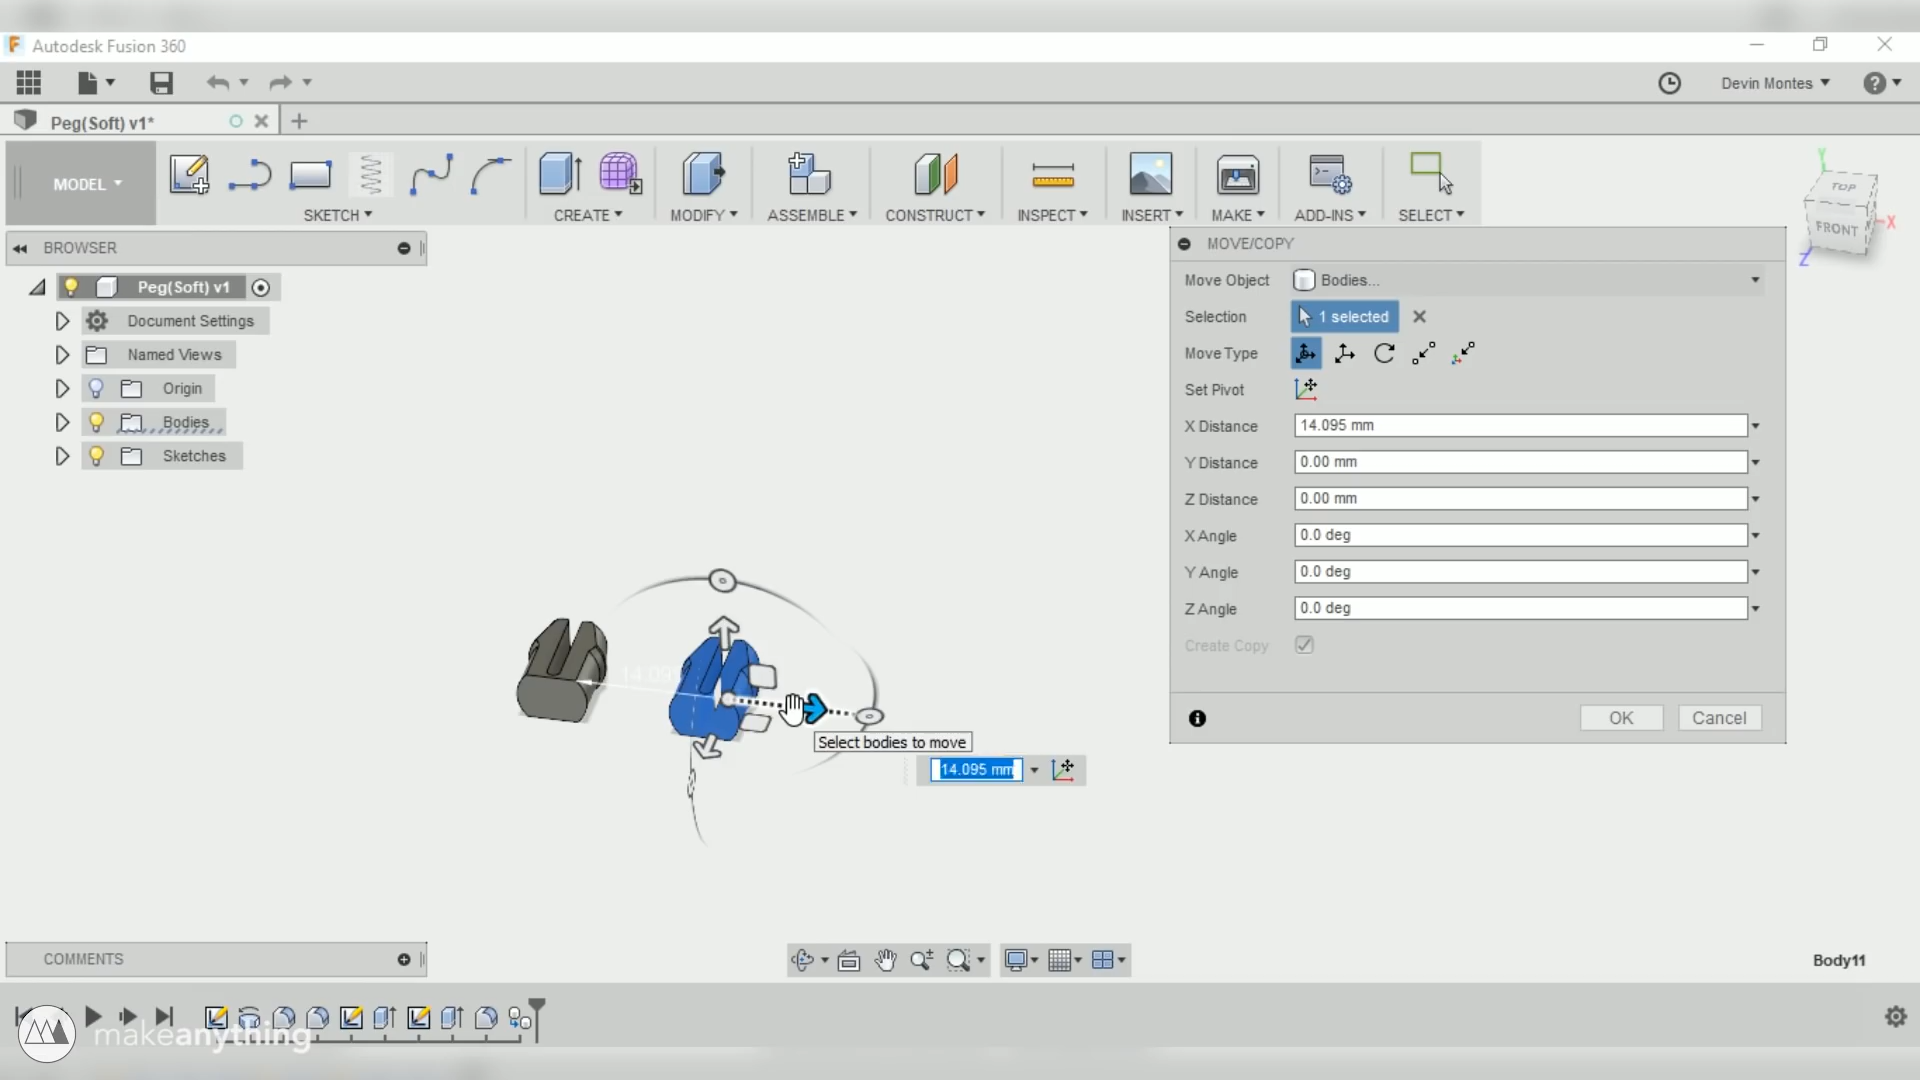 Autodesk Fusion 360
Devin Montes
Peg(Soft) v1*
MODEL
SKETCH
CREATE
MODIFY
ASSEMBLE
CONSTRUCT
INSPECT
INSERT
MAKE
ADD-INS
SELECT
TOP
FRONT
Y
X
Z
BROWSER
Peg(Soft) v1
Document Settings
Named Views
Origin
Bodies
Sketches
MOVE/COPY
Move Object Bodies...
Selection 1 selected
Move Type
Set Pivot
X Distance 14.095 mm
Y Distance 0.00 mm
Z Distance 0.00 mm
X Angle 0.0 deg
Y Angle 0.0 deg
Z Angle 0.0 deg
Create Copy
OK Cancel
Select bodies to move
14.095 mm
COMMENTS
Body11
makeanything